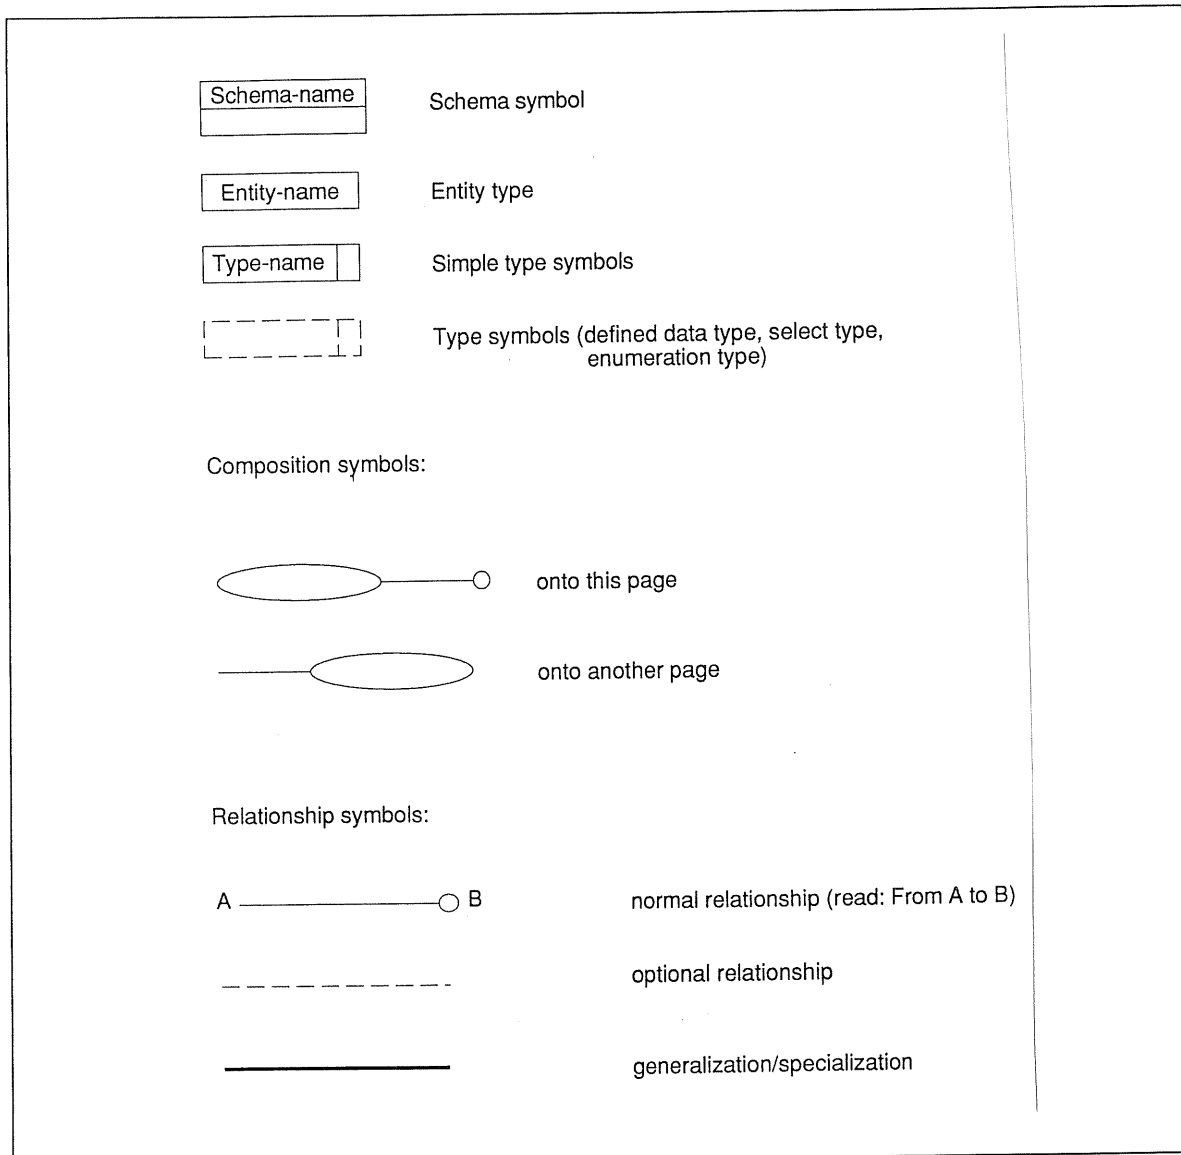 Schema-name Schema symbol
Entity-name Entity type
Type-name Simple type symbols
Type symbols (defined data type, select type,
enumeration type)
Composition symbols:
onto this page
onto another page
Relationship symbols:
A B normal relationship (read: From A to B)
optional relationship
generalization/specialization